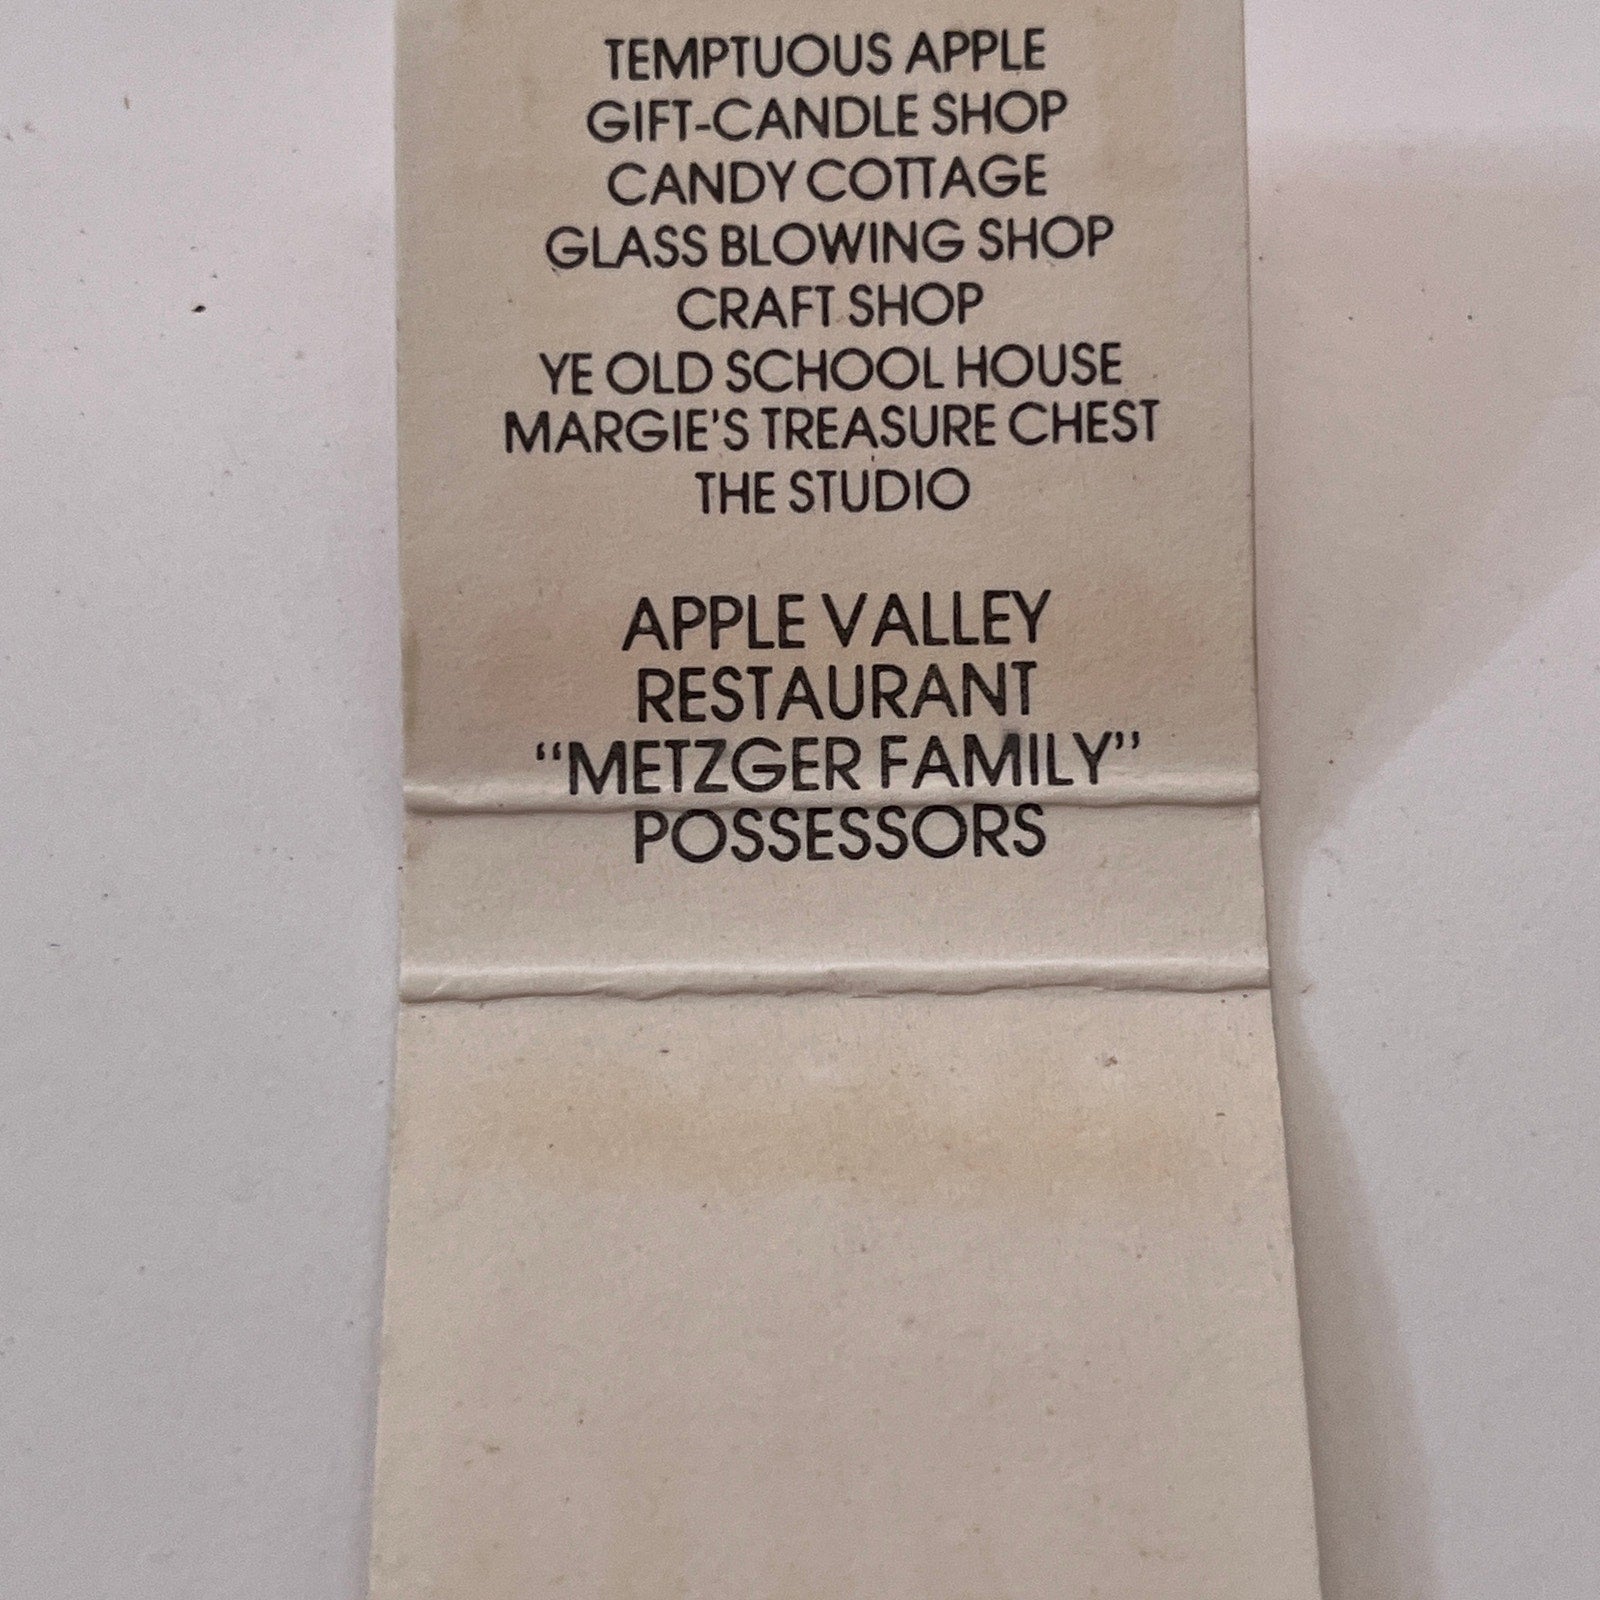 TEMPTUOUS APPLE
GIFT-CANDLE SHOP
CANDY COTTAGE
GLASS BLOWING SHOP
CRAFT SHOP
YE OLD SCHOOL HOUSE
MARGIE'S TREASURE CHEST
THE STUDIO
APPLE VALLEY
RESTAURANT
“METZGER FAMILY”
POSSESSORS